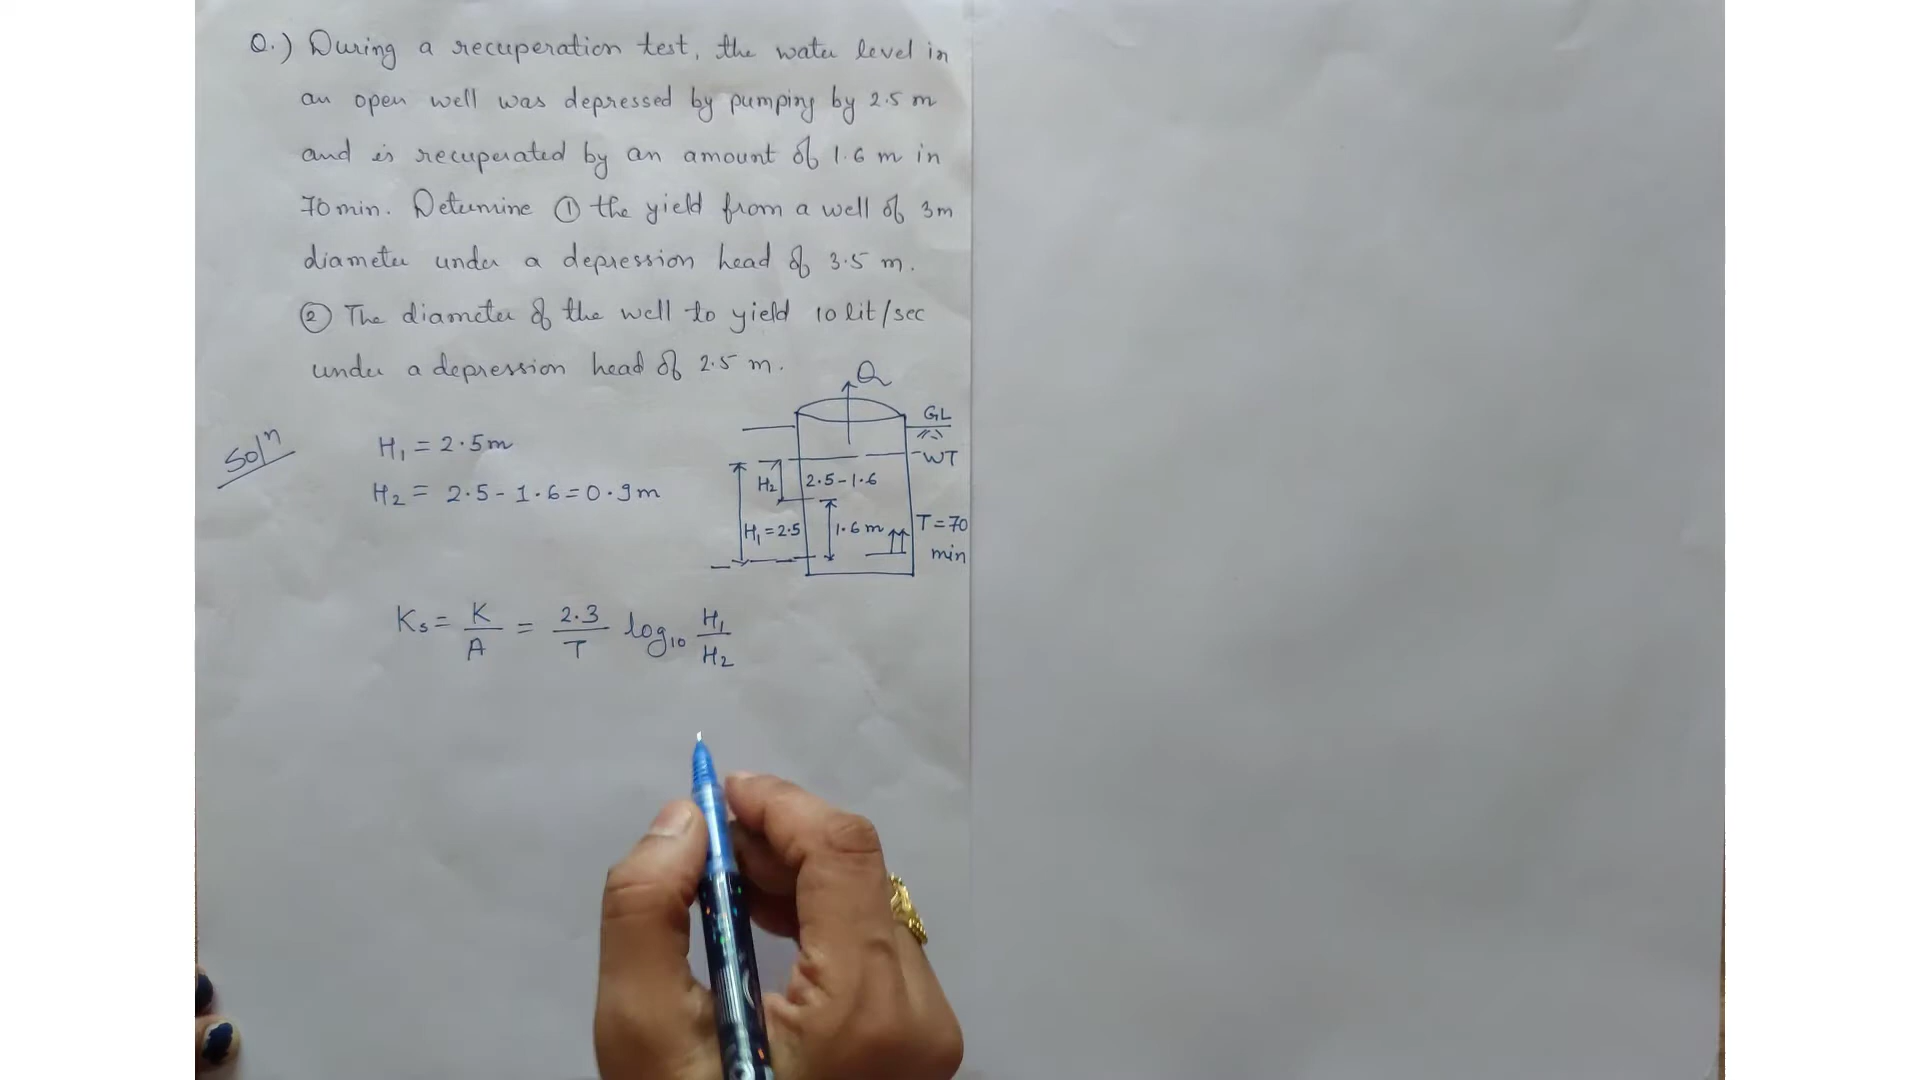 Q.) During a recuperation test, the water level in
an open well was depressed by pumping by 2.5 m
and is recuperated by an amount of 1.6 m in
70 min. Determine ① the yield from a well of 3m
diameter under a depression head of 3.5 m.
② The diameter of the well to yield 10 lit/sec
under a depression head of 2.5 m.
Solⁿ
H₁ = 2.5m
H₂ = 2.5 - 1.6 = 0.9m
Q
GL
WT
H₂
2.5-1.6
H₁ = 2.5
1.6 m
T = 70
min
Ks = K/A = 2.3/T log₁₀ H₁/H₂